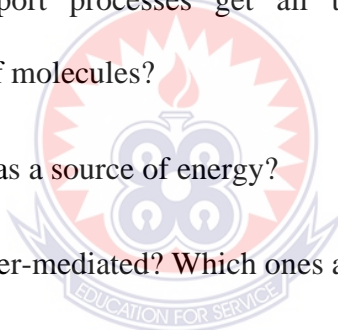 port processes get all t
f molecules?
as a source of energy?
er-mediated? Which ones a
EDUCATION FOR SERVICE